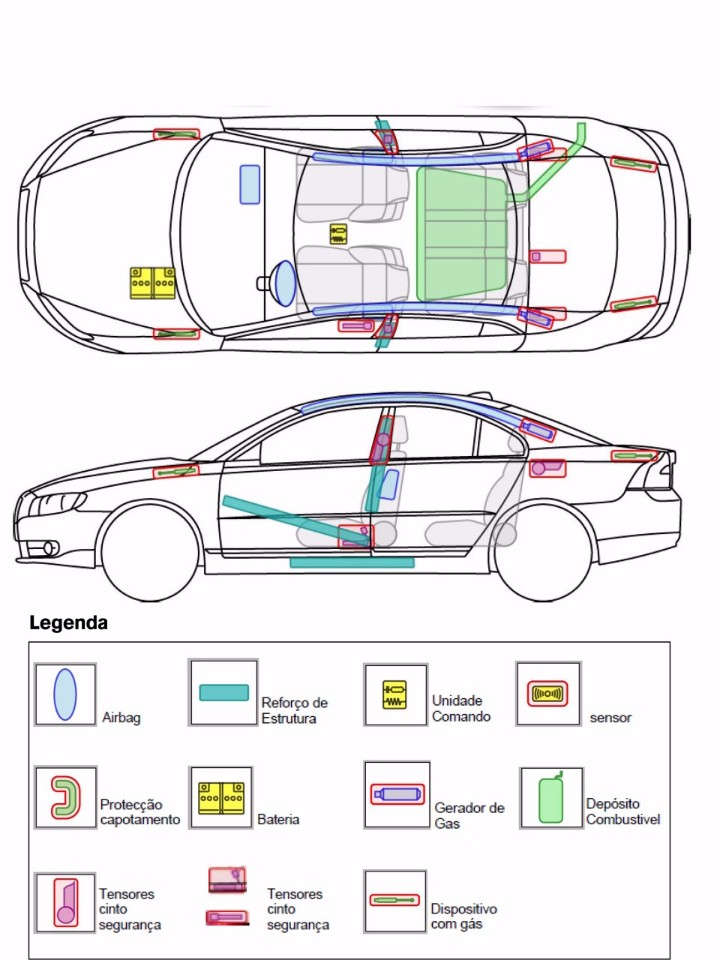 Legenda
Airbag
Reforço de
Estrutura
Unidade
Comando
sensor
Protecção
capotamento
Bateria
Gerador de
Gas
Depósito
Combustivel
Tensores
cinto
segurança
Tensores
cinto
segurança
Dispositivo
com gás